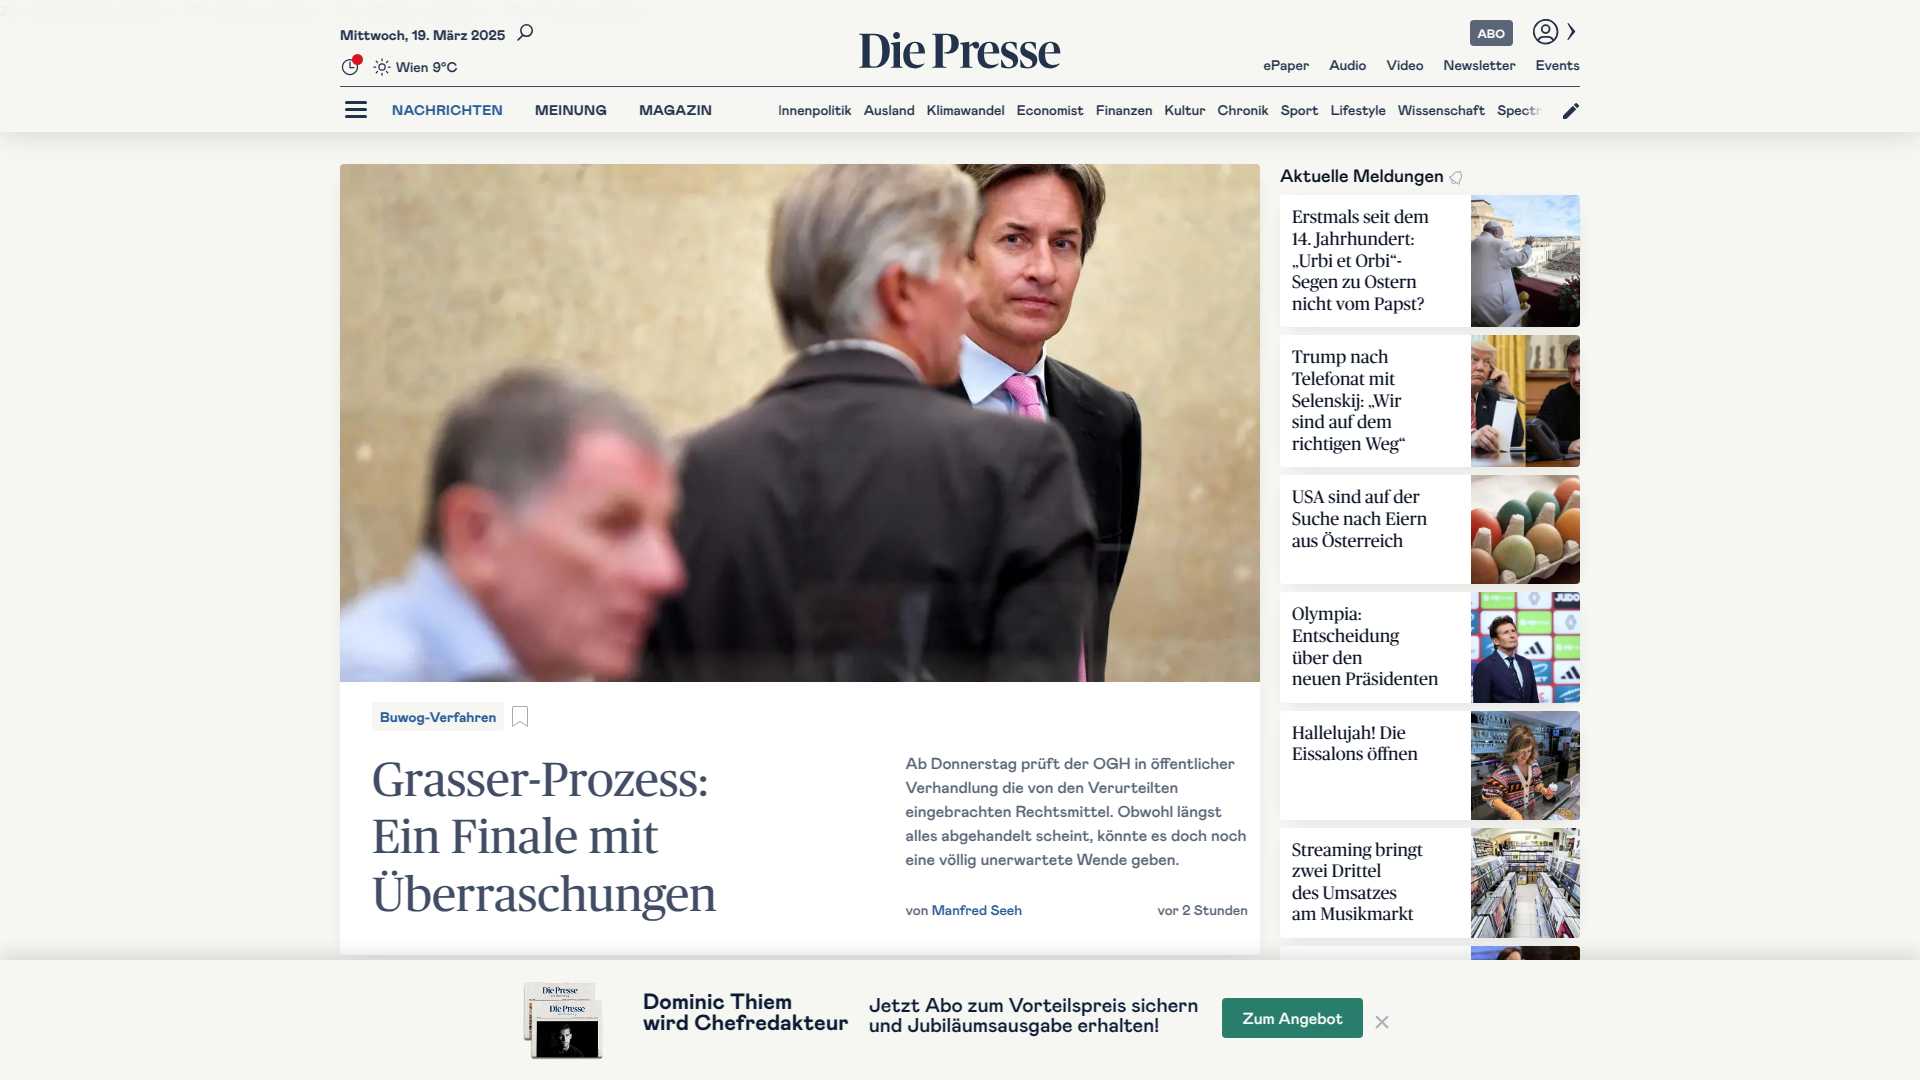 Mittwoch, 19. März 2025
Wien 9°C
Die Presse
ABO
ePaper Audio Video Newsletter Events
NACHRICHTEN MEINUNG MAGAZIN
Innenpolitik Ausland Klimawandel Economist Finanzen Kultur Chronik Sport Lifestyle Wissenschaft Spectr
Buwog-Verfahren
Grasser-Prozess:
Ein Finale mit
Überraschungen
Ab Donnerstag prüft der OGH in öffentlicher
Verhandlung die von den Verurteilten
eingebrachten Rechtsmittel. Obwohl längst
alles abgehandelt scheint, könnte es doch noch
eine völlig unerwartete Wende geben.
von Manfred Seeh
vor 2 Stunden
Aktuelle Meldungen
Erstmals seit dem
14. Jahrhundert:
„Urbi et Orbi“-
Segen zu Ostern
nicht vom Papst?
Trump nach
Telefonat mit
Selenskij: „Wir
sind auf dem
richtigen Weg“
USA sind auf der
Suche nach Eiern
aus Österreich
Olympia:
Entscheidung
über den
neuen Präsidenten
JUDO
Hallelujah! Die
Eissalons öffnen
Streaming bringt
zwei Drittel
des Umsatzes
am Musikmarkt
Die Presse
Die Presse
Dominic Thiem
wird Chefredakteur
Jetzt Abo zum Vorteilspreis sichern
und Jubiläumsausgabe erhalten!
Zum Angebot